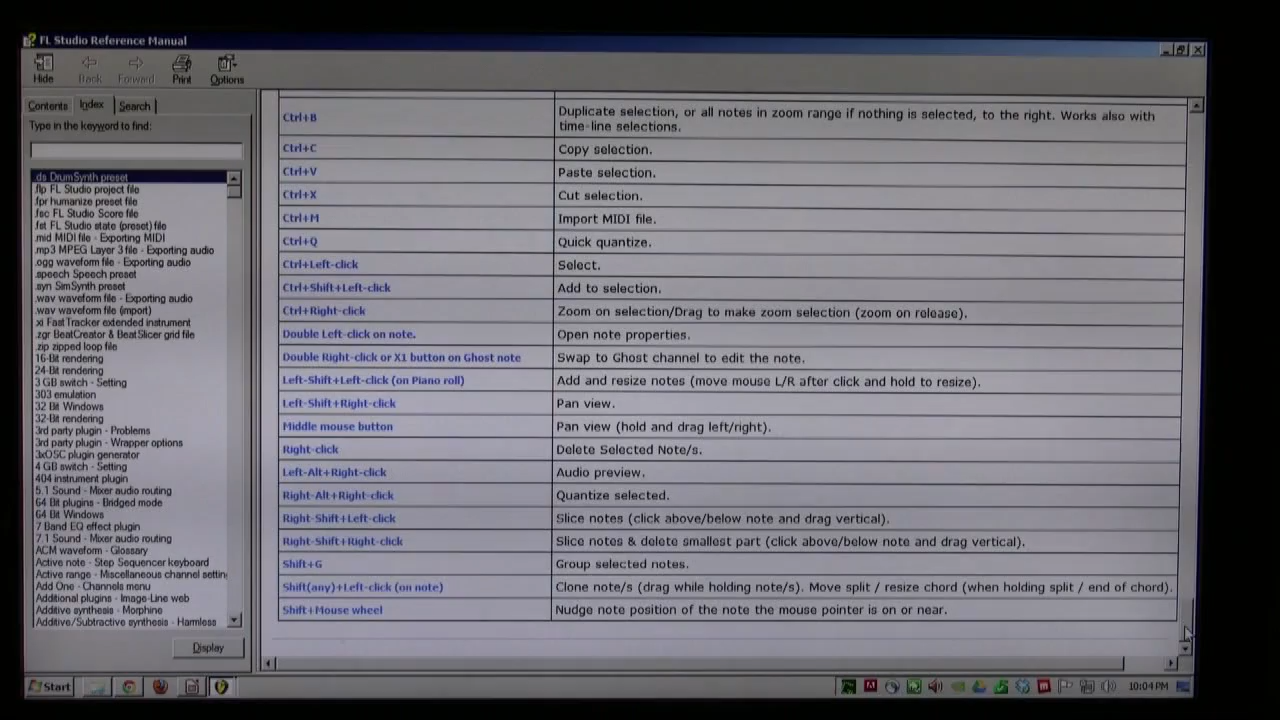 FL Studio Reference Manual
Hide
Back
Forward
Print
Options
Contents Index Search
Type in the keyword to find:
.ds DrumSynth preset
.flp FL Studio project file
.fpr humanize preset file
.fsc FL Studio Score file
.fst FL Studio state (preset) file
.mid MIDI file - Exporting MIDI
.mp3 MPEG Layer 3 file - Exporting audio
.ogg waveform file - Exporting audio
.speech Speech preset
.syn SimSynth preset
.wav waveform file - Exporting audio
.wav waveform file (import)
.xi FastTracker extended instrument
.zgr BeatCreator & BeatSlicer grid file
.zip zipped loop file
16-Bit rendering
24-Bit rendering
3 GB switch - Setting
303 emulation
32 Bit Windows
32-Bit rendering
3rd party plugin - Problems
3rd party plugin - Wrapper options
3xOSC plugin generator
4 GB switch - Setting
404 instrument plugin
5.1 Sound - Mixer audio routing
64 Bit plugins - Bridged mode
64 Bit Windows
7 Band EQ effect plugin
7.1 Sound - Mixer audio routing
ACM waveform - Glossary
Active note - Step Sequencer keyboard
Active range - Miscellaneous channel settin
Add One - Channels menu
Additional plugins - Image-Line web
Additive synthesis - Morphine
Additive/Subtractive synthesis - Harmless
Display
Ctrl+B Duplicate selection, or all notes in zoom range if nothing is selected, to the right. Works also with
time-line selections.
Ctrl+C Copy selection.
Ctrl+V Paste selection.
Ctrl+X Cut selection.
Ctrl+M Import MIDI file.
Ctrl+Q Quick quantize.
Ctrl+Left-click Select.
Ctrl+Shift+Left-click Add to selection.
Ctrl+Right-click Zoom on selection/Drag to make zoom selection (zoom on release).
Double Left-click on note. Open note properties.
Double Right-click or X1 button on Ghost note Swap to Ghost channel to edit the note.
Left-Shift+Left-click (on Piano roll) Add and resize notes (move mouse L/R after click and hold to resize).
Left-Shift+Right-click Pan view.
Middle mouse button Pan view (hold and drag left/right).
Right-click Delete Selected Note/s.
Left-Alt+Right-click Audio preview.
Right-Alt+Right-click Quantize selected.
Right-Shift+Left-click Slice notes (click above/below note and drag vertical).
Right-Shift+Right-click Slice notes & delete smallest part (click above/below note and drag vertical).
Shift+G Group selected notes.
Shift(any)+Left-click (on note) Clone note/s (drag while holding note/s). Move split / resize chord (when holding split / end of chord).
Shift+Mouse wheel Nudge note position of the note the mouse pointer is on or near.
Start
10:04 PM